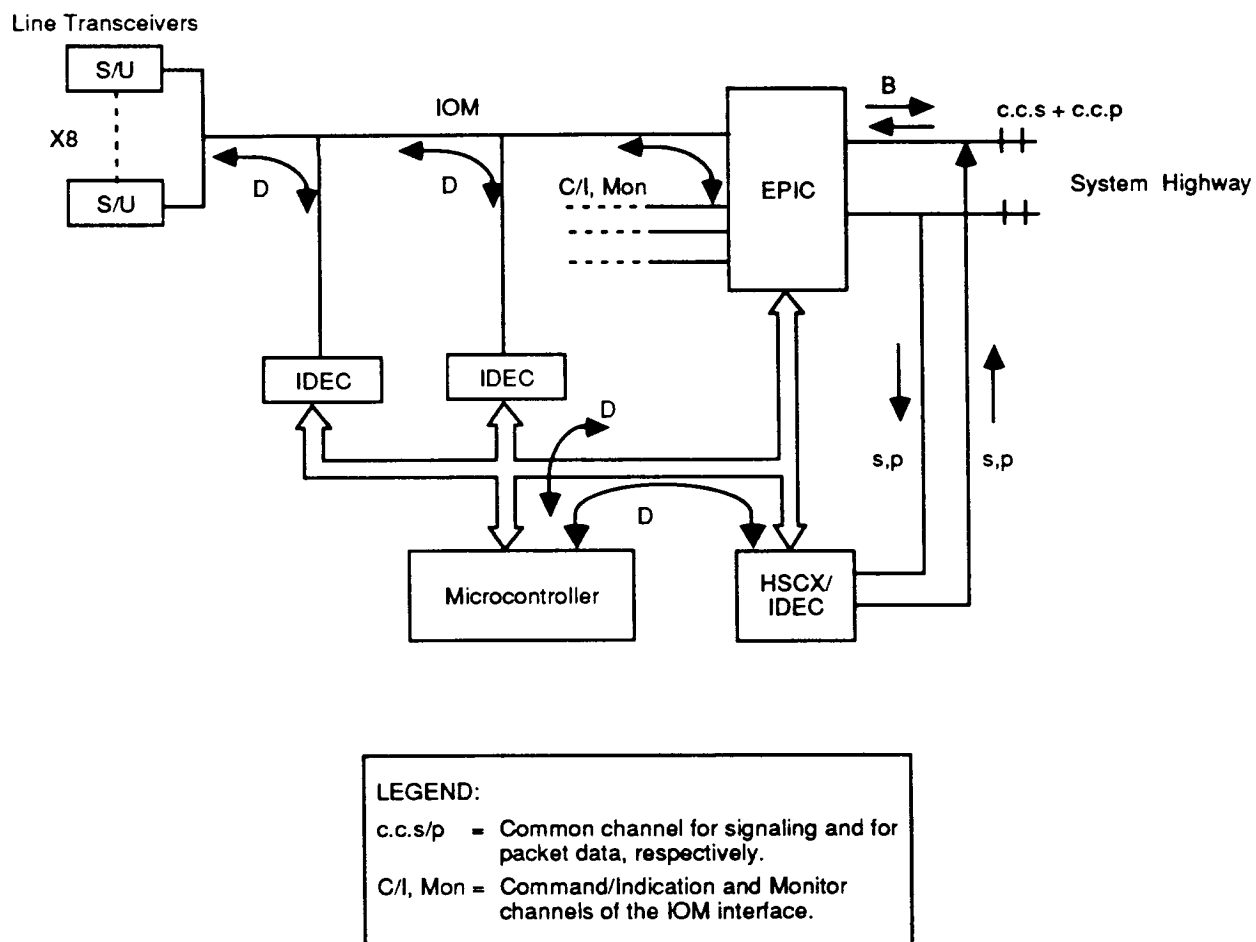 Line Transceivers
S/U
X8
S/U
IOM
D
D
C/I, Mon
EPIC
B
c.c.s + c.c.p
System Highway
IDEC
IDEC
D
s,p
s,p
D
Microcontroller
HSCX/
IDEC
LEGEND:
c.c.s/p = Common channel for signaling and for
packet data, respectively.
C/I, Mon = Command/Indication and Monitor
channels of the IOM interface.